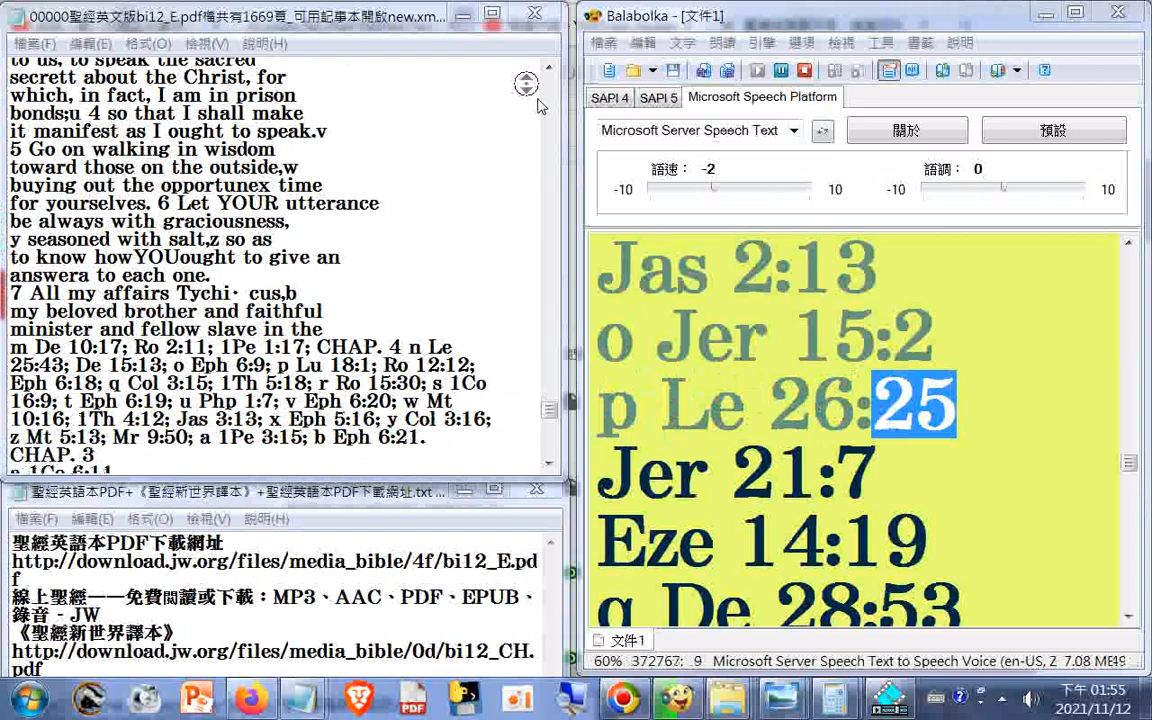 00000聖經英文版bi12_E.pdf檔共有1669頁_可用記事本開啟new.xm...
檔案(F) 編輯(E) 格式(O) 檢視(V) 說明(H)
to us, to speak the sacred
secrett about the Christ, for
which, in fact, I am in prison
bonds;u 4 so that I shall make
it manifest as I ought to speak.v
5 Go on walking in wisdom
toward those on the outside,w
buying out the opportunex time
for yourselves. 6 Let YOUR utterance
be always with graciousness,
y seasoned with salt,z so as
to know howYOUought to give an
answera to each one.
7 All my affairs Tychi· cus,b
my beloved brother and faithful
minister and fellow slave in the
m De 10:17; Ro 2:11; 1Pe 1:17; CHAP. 4 n Le
25:43; De 15:13; o Eph 6:9; p Lu 18:1; Ro 12:12;
Eph 6:18; q Col 3:15; 1Th 5:18; r Ro 15:30; s 1Co
16:9; t Eph 6:19; u Php 1:7; v Eph 6:20; w Mt
10:16; 1Th 4:12; Jas 3:13; x Eph 5:16; y Col 3:16;
z Mt 5:13; Mr 9:50; a 1Pe 3:15; b Eph 6:21.
CHAP. 3
a 1Co 6:11
聖經英語本PDF+《聖經新世界譯本》+聖經英語本PDF下載網址.txt ...
檔案(F) 編輯(E) 格式(O) 檢視(V) 說明(H)
聖經英語本PDF下載網址
http://download.jw.org/files/media_bible/4f/bi12_E.pd
f
線上聖經——免費閱讀或下載：MP3、AAC、PDF、EPUB、
錄音 - JW
《聖經新世界譯本》
http://download.jw.org/files/media_bible/0d/bi12_CH.
pdf
Balabolka - [文件1]
檔案 編輯 文字 朗讀 引擎 選項 檢視 工具 書籤 說明
SAPI 4 SAPI 5 Microsoft Speech Platform
Microsoft Server Speech Text 關於 預設
語速： -2 語調： 0
-10 10 -10 10
Jas 2:13
o Jer 15:2
p Le 26:25
Jer 21:7
Eze 14:19
q De 28:53
文件1
60% 372767: 9 Microsoft Server Speech Text to Speech Voice (en-US, 2 7.08 MB
下午 01:55
2021/11/12